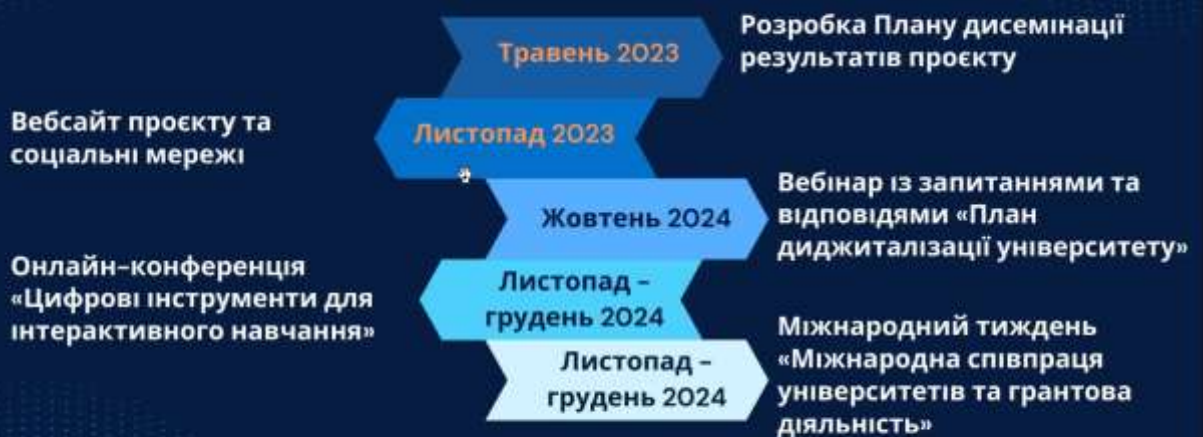 Травень 2023
Розробка Плану дисемінації
результатів проєкту
Вебсайт проєкту та
соціальні мережі
Листопад 2023
Жовтень 2024
Вебінар із запитаннями та
відповідями «План
диджиталізації університету»
Онлайн-конференція
«Цифрові інструменти для
інтерактивного навчання»
Листопад –
грудень 2024
Листопад –
грудень 2024
Міжнародний тиждень
«Міжнародна співпраця
університетів та грантова
діяльність»